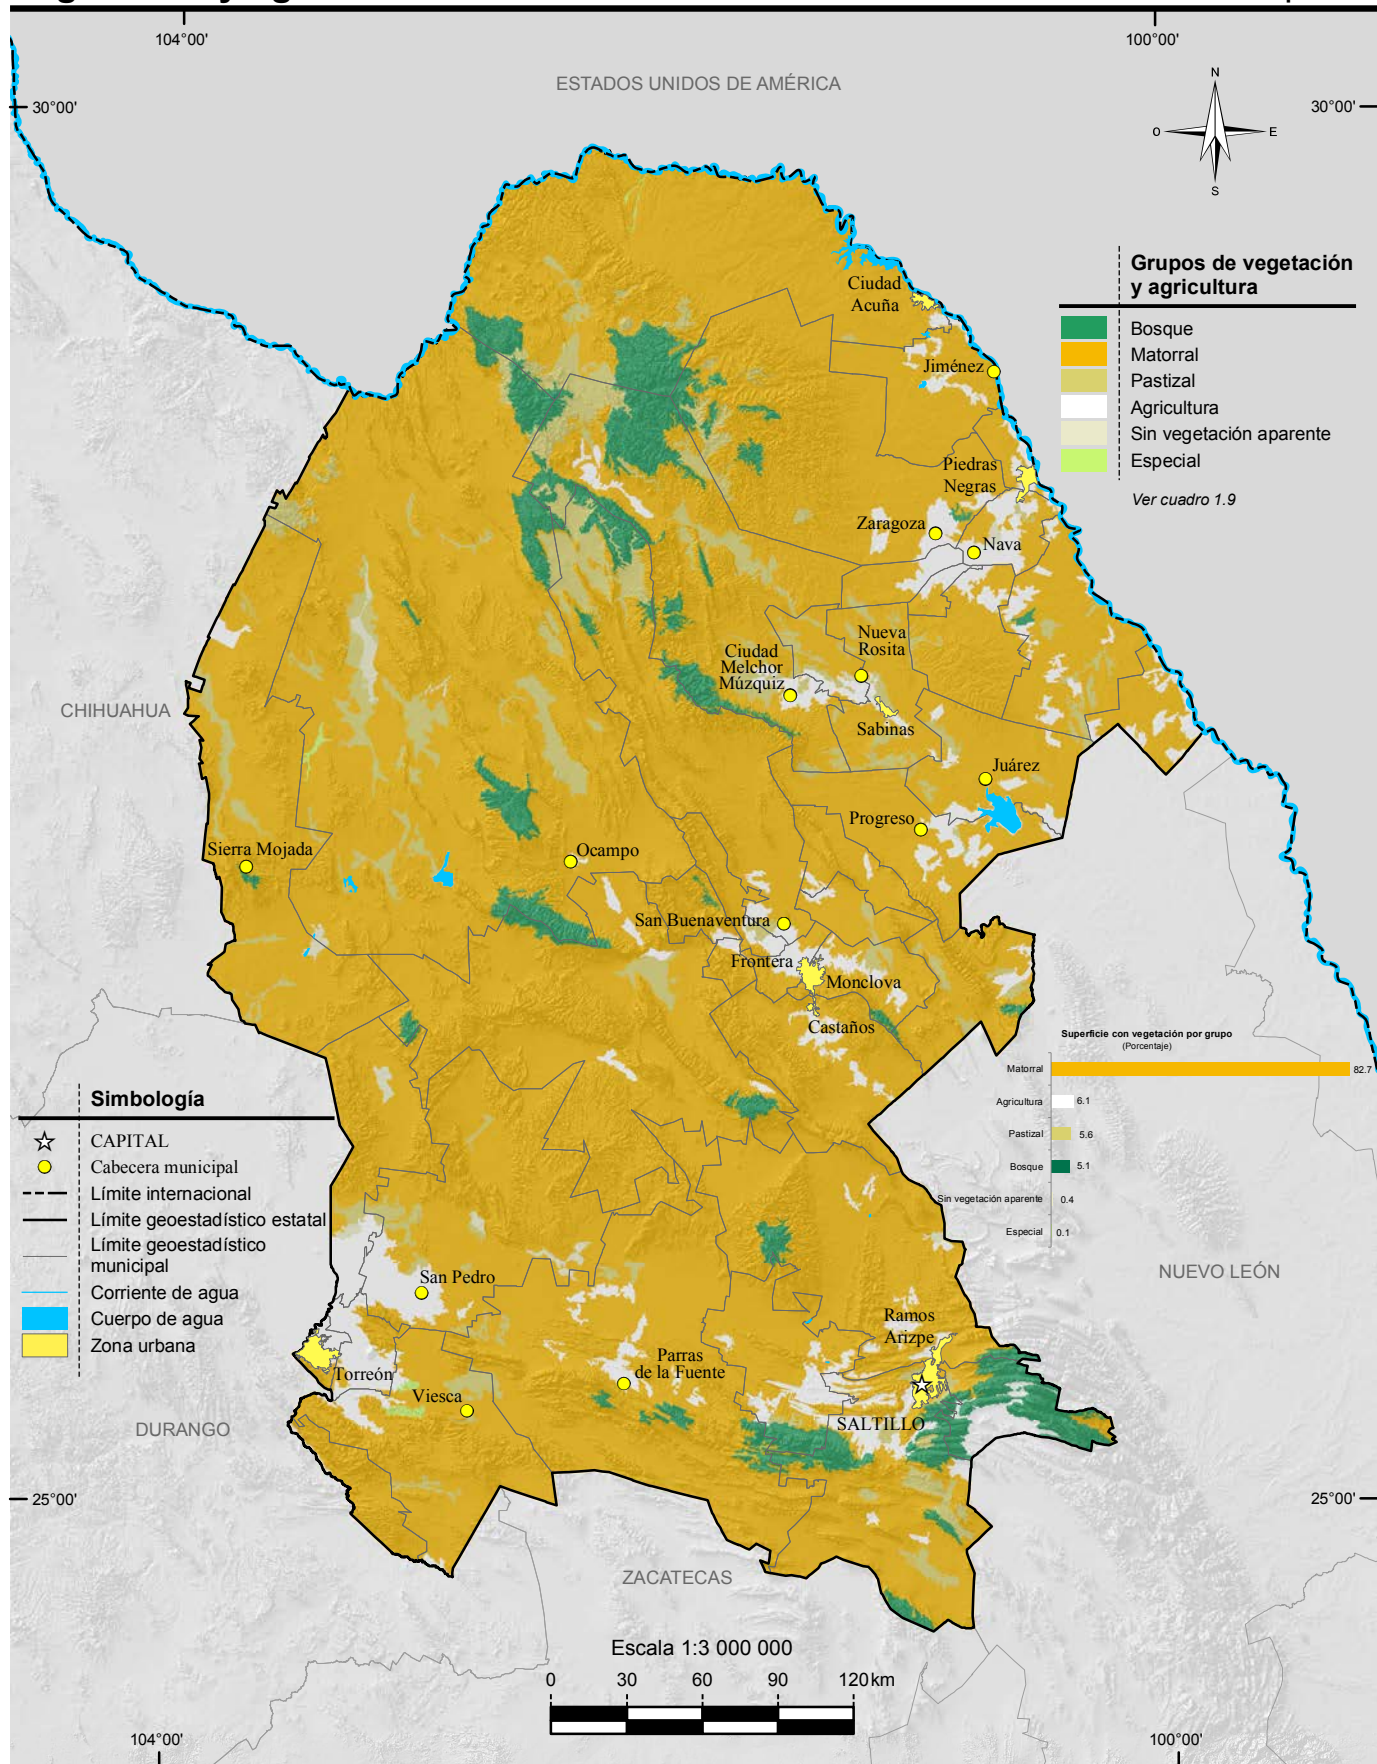 104°00'
100°00'
ESTADOS UNIDOS DE AMÉRICA
N
30°00'
30°00'
O
E
S
Grupos de vegetación
y agricultura
Bosque
Matorral
Pastizal
Agricultura
Sin vegetación aparente
Especial
Ver cuadro 1.9
Ciudad
Acuña
Jiménez
Piedras
Negras
Zaragoza
Nava
Nueva
Rosita
Ciudad
Melchor
Múzquiz
CHIHUAHUA
Sabinas
Juárez
Progreso
Sierra Mojada
Ocampo
San Buenaventura
Frontera
Monclova
Castaños
Superficie con vegetación por grupo
(Porcentaje)
Matorral 82.7
Agricultura 6.1
Pastizal 5.6
Bosque 5.1
Sin vegetación aparente 0.4
Especial 0.1
Simbología
CAPITAL
Cabecera municipal
Límite internacional
Límite geoestadístico estatal
Límite geoestadístico
municipal
Corriente de agua
Cuerpo de agua
Zona urbana
NUEVO LEÓN
San Pedro
Ramos
Arizpe
Parras
de la Fuente
Torreón
Viesca
SALTILLO
DURANGO
25°00'
25°00'
ZACATECAS
Escala 1:3 000 000
0 30 60 90 120 km
104°00'
100°00'